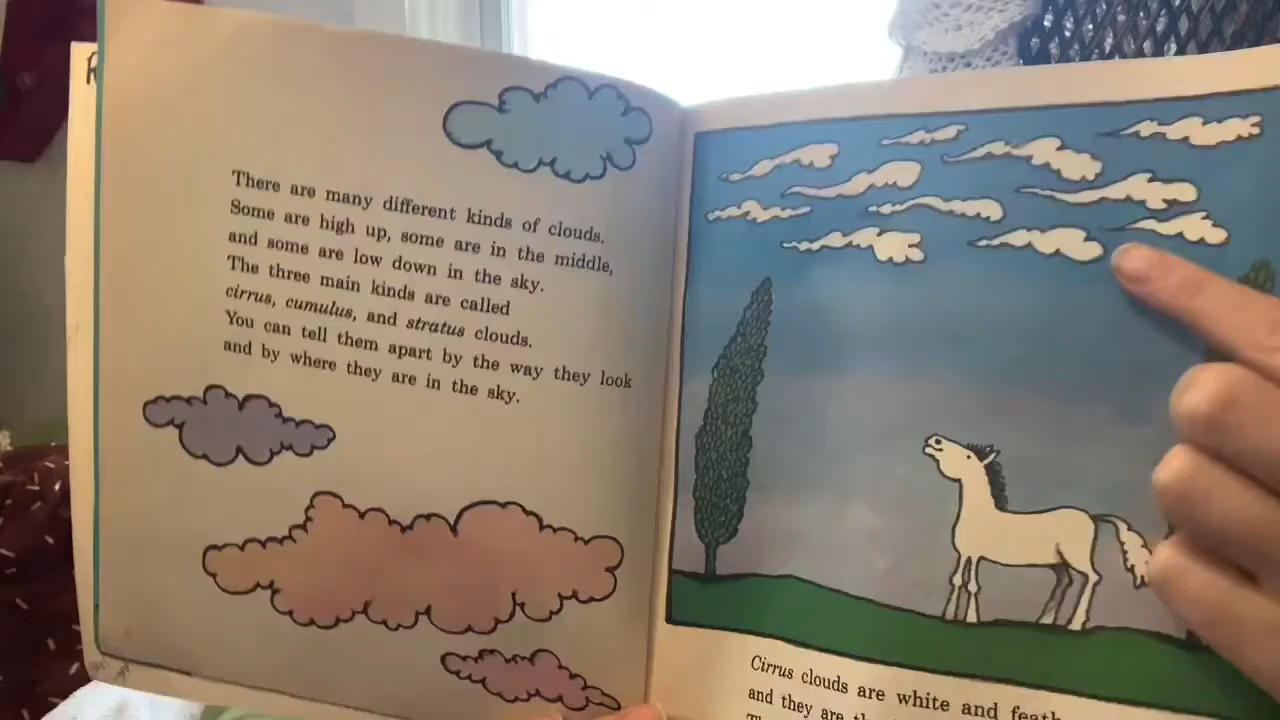 There are many different kinds of clouds.
Some are high up, some are in the middle,
and some are low down in the sky.
The three main kinds are called
cirrus, cumulus, and stratus clouds.
You can tell them apart by the way they look
and by where they are in the sky.
Cirrus clouds are white and
and they are